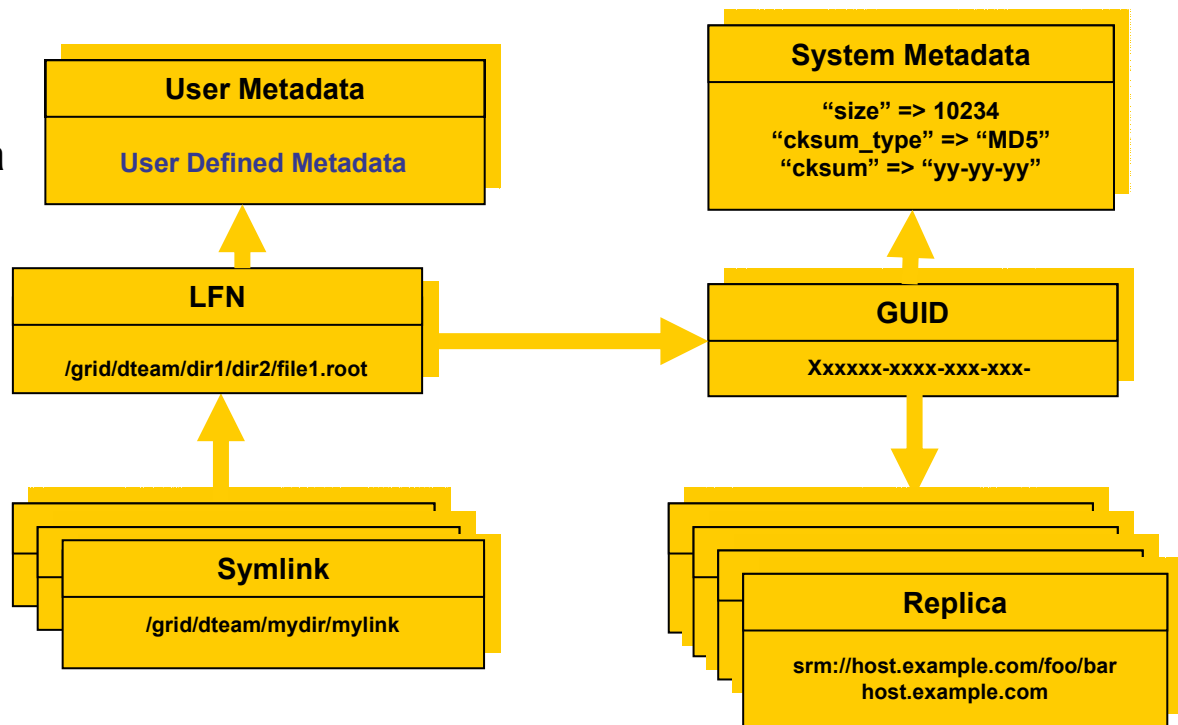 User Metadata
User Defined Metadata
System Metadata
“size” => 10234
“cksum_type” => “MD5”
“cksum” => “yy-yy-yy”
a
LFN
/grid/dteam/dir1/dir2/file1.root
GUID
Xxxxxx-xxxx-xxx-xxx-
Symlink
/grid/dteam/mydir/mylink
Replica
srm://host.example.com/foo/bar
host.example.com